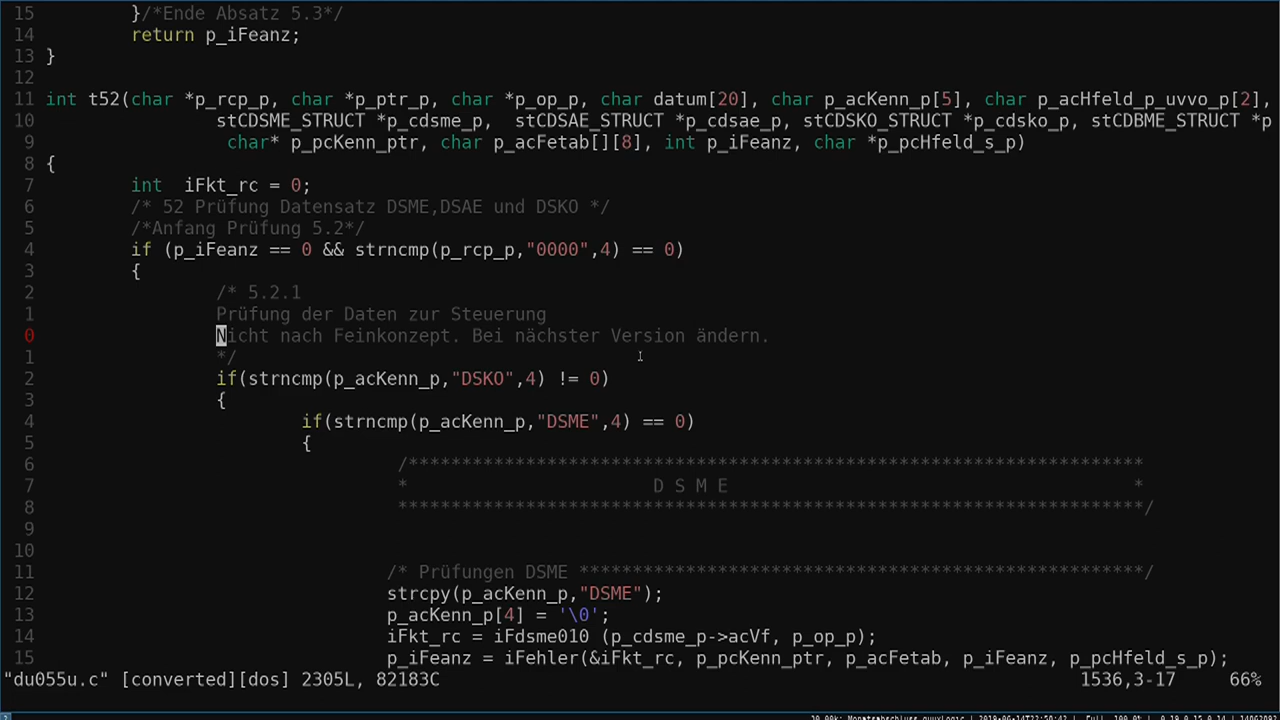 15 }/*Ende Absatz 5.3*/
14 return p_iFeanz;
13 }
12
11 int t52(char *p_rcp_p, char *p_ptr_p, char *p_op_p, char datum[20], char p_acKenn_p[5], char p_acHfeld_p_uvvo_p[2],
10 stCDSME_STRUCT *p_cdsme_p, stCDSAE_STRUCT *p_cdsae_p, stCDSKO_STRUCT *p_cdsko_p, stCDBME_STRUCT *p
9 char* p_pcKenn_ptr, char p_acFetab[][8], int p_iFeanz, char *p_pcHfeld_s_p)
8 {
7 int iFkt_rc = 0;
6 /* 52 Prüfung Datensatz DSME,DSAE und DSKO */
5 /*Anfang Prüfung 5.2*/
4 if (p_iFeanz == 0 && strncmp(p_rcp_p,"0000",4) == 0)
3 {
2 /* 5.2.1
1 Prüfung der Daten zur Steuerung
0 Nicht nach Feinkonzept. Bei nächster Version ändern.
1 */
2 if(strncmp(p_acKenn_p,"DSKO",4) != 0)
3 {
4 if(strncmp(p_acKenn_p,"DSME",4) == 0)
5 {
6 /*********************************************************************
7 * D S M E *
8 **********************************************************************/
9
10
11 /* Prüfungen DSME *****************************************************/
12 strcpy(p_acKenn_p,"DSME");
13 p_acKenn_p[4] = '\0';
14 iFkt_rc = iFdsme010 (p_cdsme_p->acVf, p_op_p);
15 p_iFeanz = iFehler(&iFkt_rc, p_pcKenn_ptr, p_acFetab, p_iFeanz, p_pcHfeld_s_p);
"du055u.c" [converted][dos] 2305L, 82183C 1536,3-17 66%